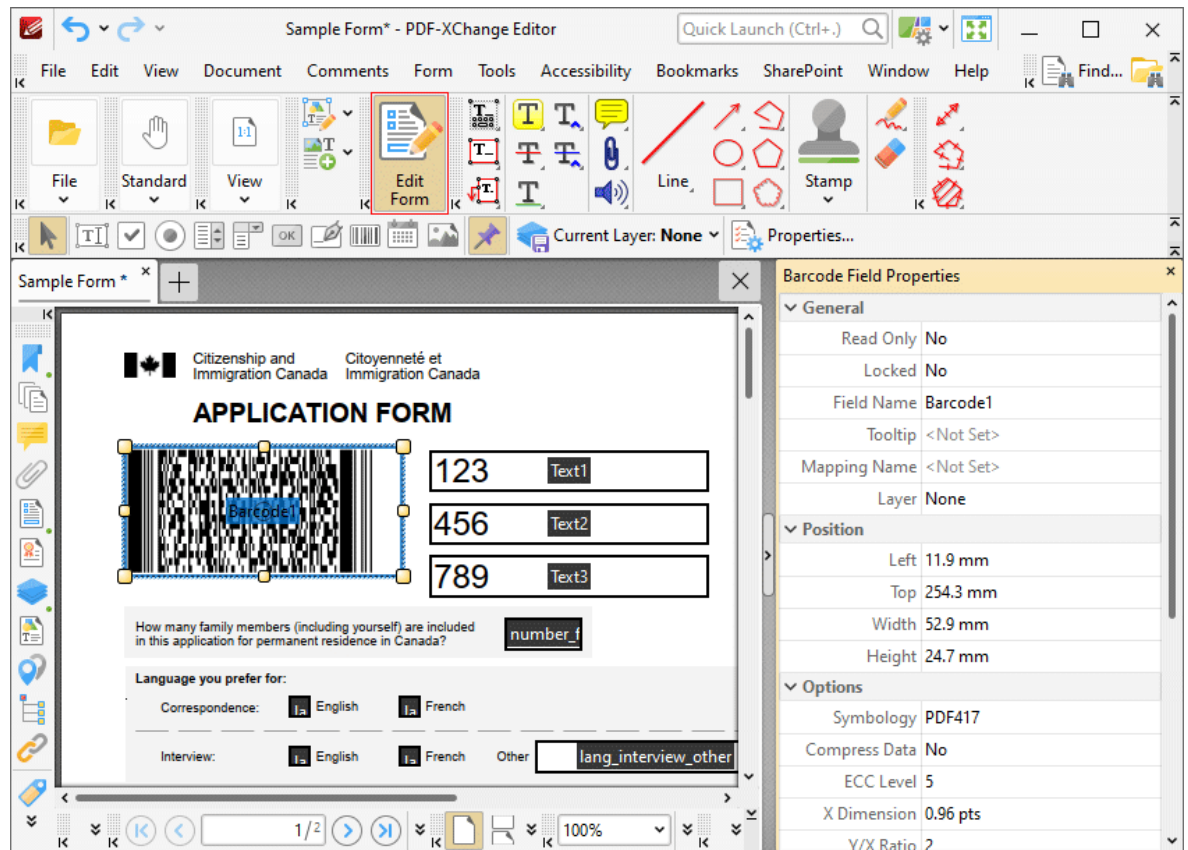 Sample Form* - PDF-XChange Editor
Quick Launch (Ctrl+.)
File Edit View Document Comments Form Tools Accessibility Bookmarks SharePoint Window Help
Find...
File
Standard
View
Edit
Form
Line
Stamp
OK
Current Layer: None
Properties...
Sample Form *
Citizenship and
Immigration Canada
Citoyenneté et
Immigration Canada
APPLICATION FORM
Barcode1
123 Text1
456 Text2
789 Text3
How many family members (including yourself) are included
in this application for permanent residence in Canada?
number_f
Language you prefer for:
Correspondence: la English la French
Interview: la English la French Other lang_interview_other
1/2
100%
Barcode Field Properties
General
Read Only No
Locked No
Field Name Barcode1
Tooltip <Not Set>
Mapping Name <Not Set>
Layer None
Position
Left 11.9 mm
Top 254.3 mm
Width 52.9 mm
Height 24.7 mm
Options
Symbology PDF417
Compress Data No
ECC Level 5
X Dimension 0.96 pts
Y/X Ratio 2